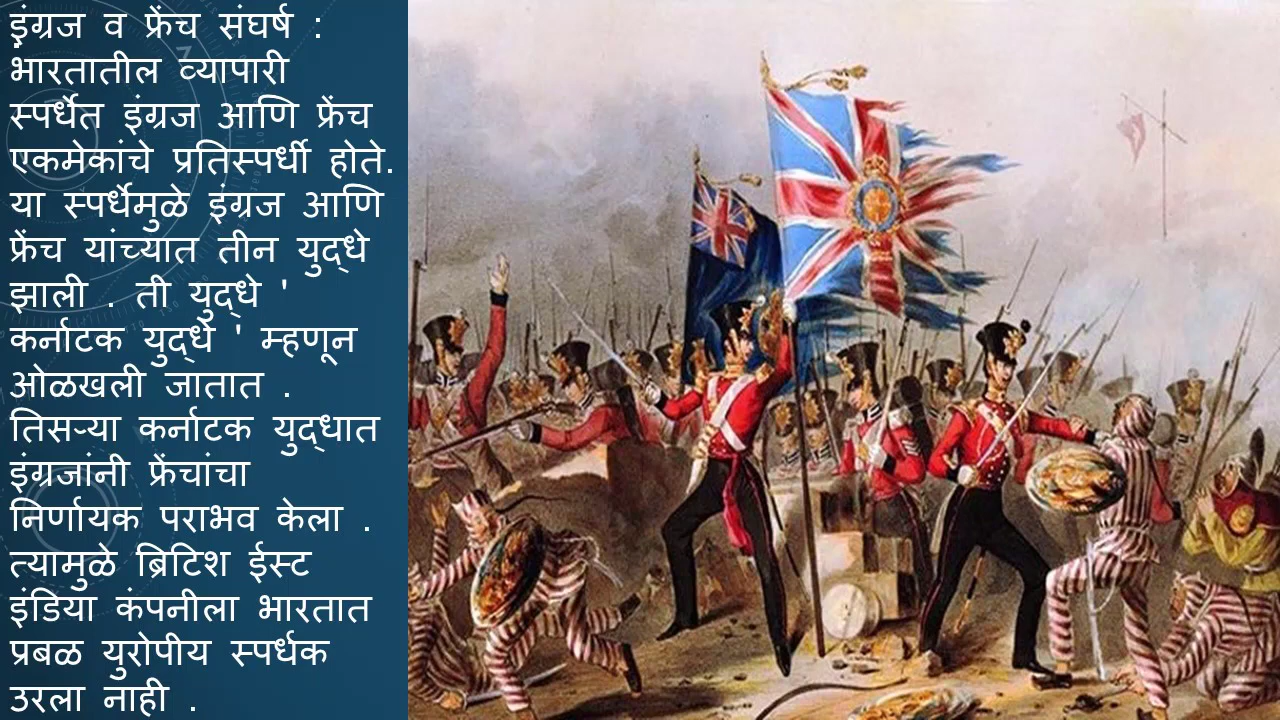 इंग्रज व फ्रेंच संघर्ष :
भारतातील व्यापारी
स्पर्धेत इंग्रज आणि फ्रेंच
एकमेकांचे प्रतिस्पर्धी होते.
या स्पर्धेमुळे इंग्रज आणि
फ्रेंच यांच्यात तीन युद्धे
झाली . ती युद्धे '
कर्नाटक युद्धे ' म्हणून
ओळखली जातात .
तिसऱ्या कर्नाटक युद्धात
इंग्रजांनी फ्रेंचांचा
निर्णायक पराभव केला .
त्यामुळे ब्रिटिश ईस्ट
इंडिया कंपनीला भारतात
प्रबळ युरोपीय स्पर्धक
उरला नाही .